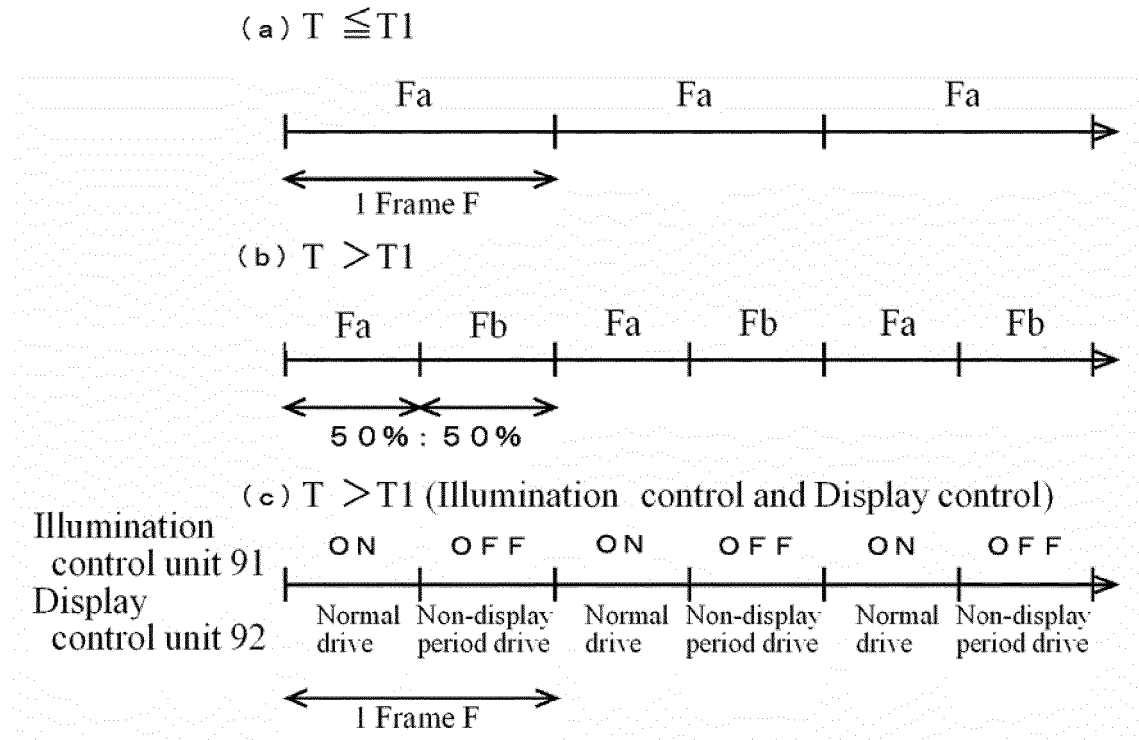 (a) T ≦T1
Fa Fa Fa
1 Frame F
(b) T >T1
Fa Fb Fa Fb Fa Fb
50%:50%
(c) T >T1 (Illumination control and Display control)
Illumination
control unit 91
ON OFF ON OFF ON OFF
Display
control unit 92
Normal
drive
Non-display
period drive
Normal
drive
Non-display
period drive
Normal
drive
Non-display
period drive
1 Frame F